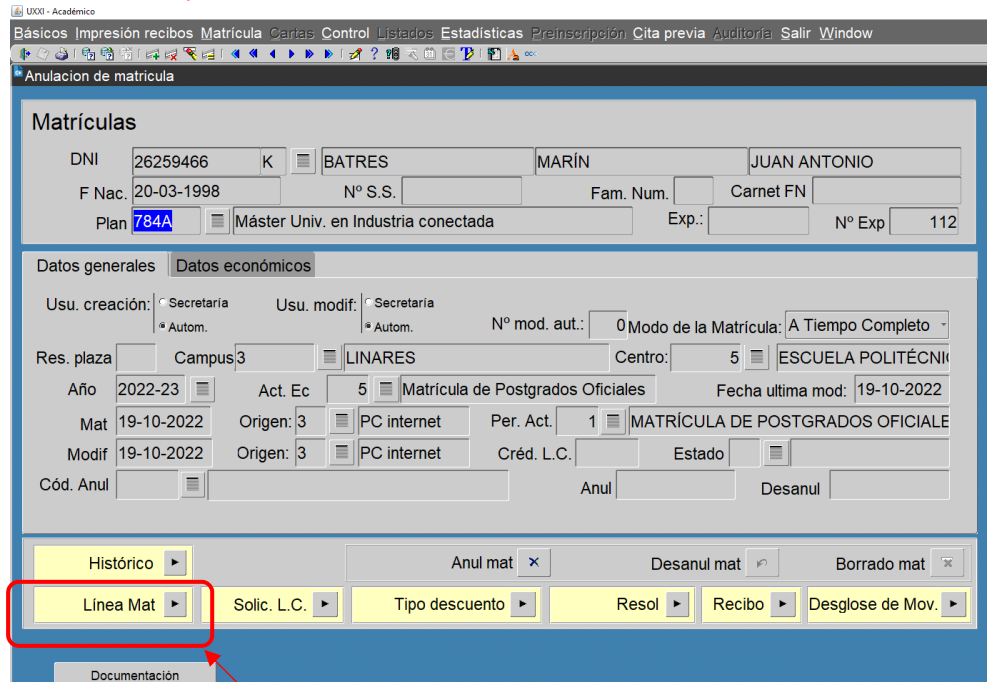 UXXI - Académico
Básicos Impresión recibos Matrícula Cartas Control Listados Estadísticas Preinscripción Cita previa Auditoria Salir Window
Anulacion de matricula
Matrículas
DNI 26259466 K BATRES MARÍN JUAN ANTONIO
F Nac. 20-03-1998 Nº S.S. Fam. Num. Carnet FN
Plan 784A Máster Univ. en Industria conectada Exp.: Nº Exp 112
Datos generales Datos económicos
Usu. creación: Secretaría Usu. modif: Secretaría
Autom. Autom. Nº mod. aut.: 0 Modo de la Matrícula: A Tiempo Completo
Res. plaza Campus 3 LINARES Centro: 5 ESCUELA POLITÉCNI
Año 2022-23 Act. Ec 5 Matrícula de Postgrados Oficiales Fecha ultima mod: 19-10-2022
Mat 19-10-2022 Origen: 3 PC internet Per. Act. 1 MATRÍCULA DE POSTGRADOS OFICIALE
Modif 19-10-2022 Origen: 3 PC internet Créd. L.C. Estado
Cód. Anul Anul Desanul
Histórico Anul mat Desanul mat Borrado mat
Línea Mat Solic. L.C. Tipo descuento Resol Recibo Desglose de Mov.
Documentación